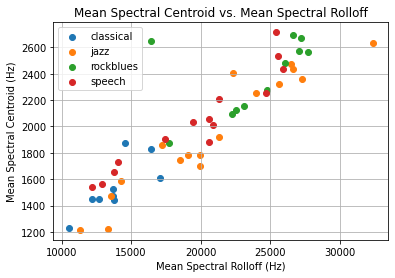 Mean Spectral Centroid vs. Mean Spectral Rolloff
classical
jazz
rockblues
speech
Mean Spectral Centroid (Hz)
2600
2400
2200
2000
1800
1600
1400
1200
10000 15000 20000 25000 30000
Mean Spectral Rolloff (Hz)